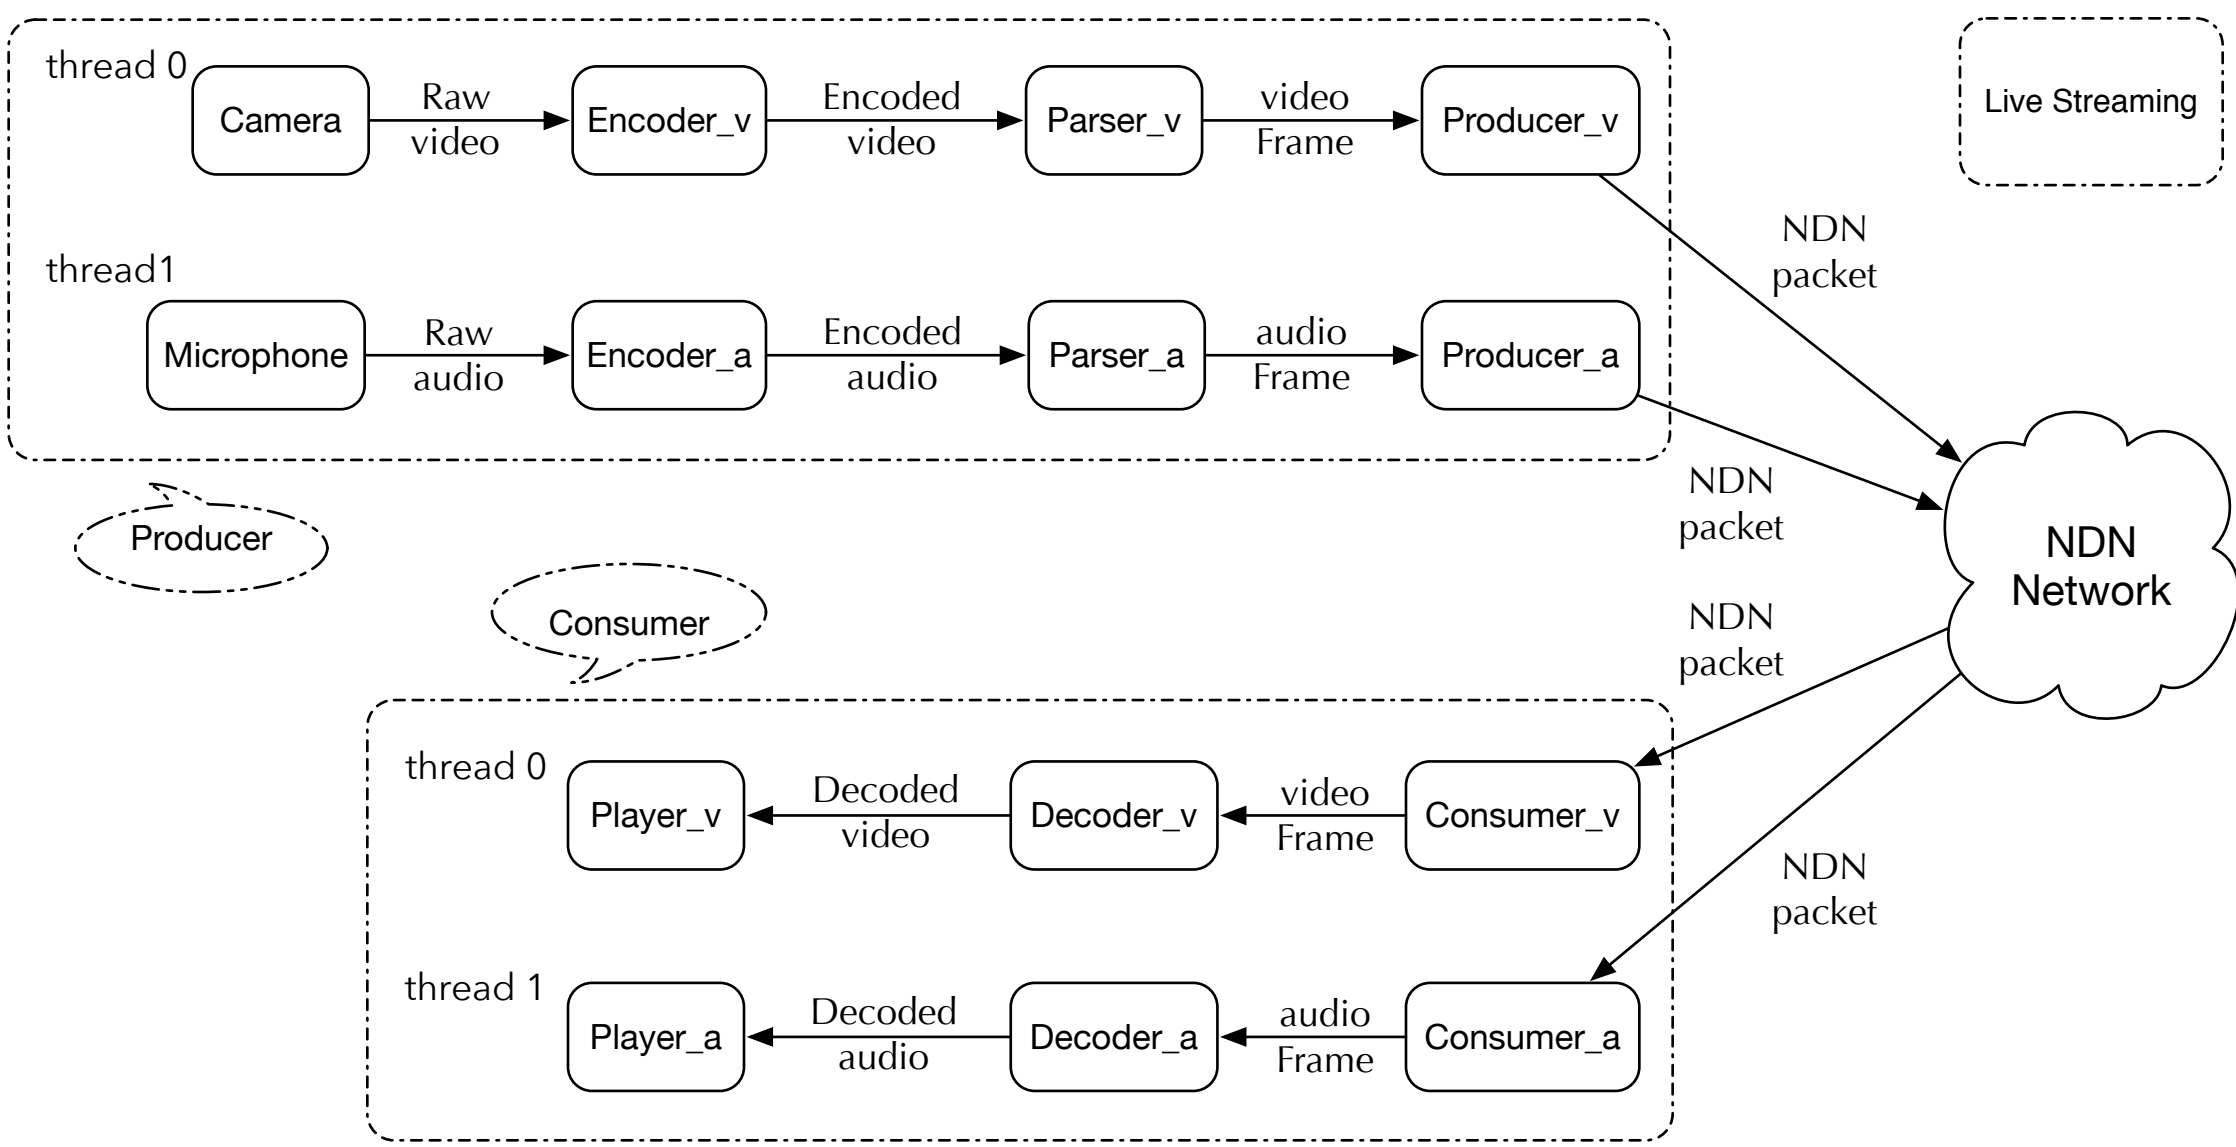 thread 0
Camera
Raw
video
Encoder_v
Encoded
video
Parser_v
video
Frame
Producer_v
Live Streaming
NDN
packet
thread1
Microphone
Raw
audio
Encoder_a
Encoded
audio
Parser_a
audio
Frame
Producer_a
NDN
packet
Producer
NDN
Network
Consumer
NDN
packet
thread 0
Player_v
Decoded
video
Decoder_v
video
Frame
Consumer_v
NDN
packet
thread 1
Player_a
Decoded
audio
Decoder_a
audio
Frame
Consumer_a